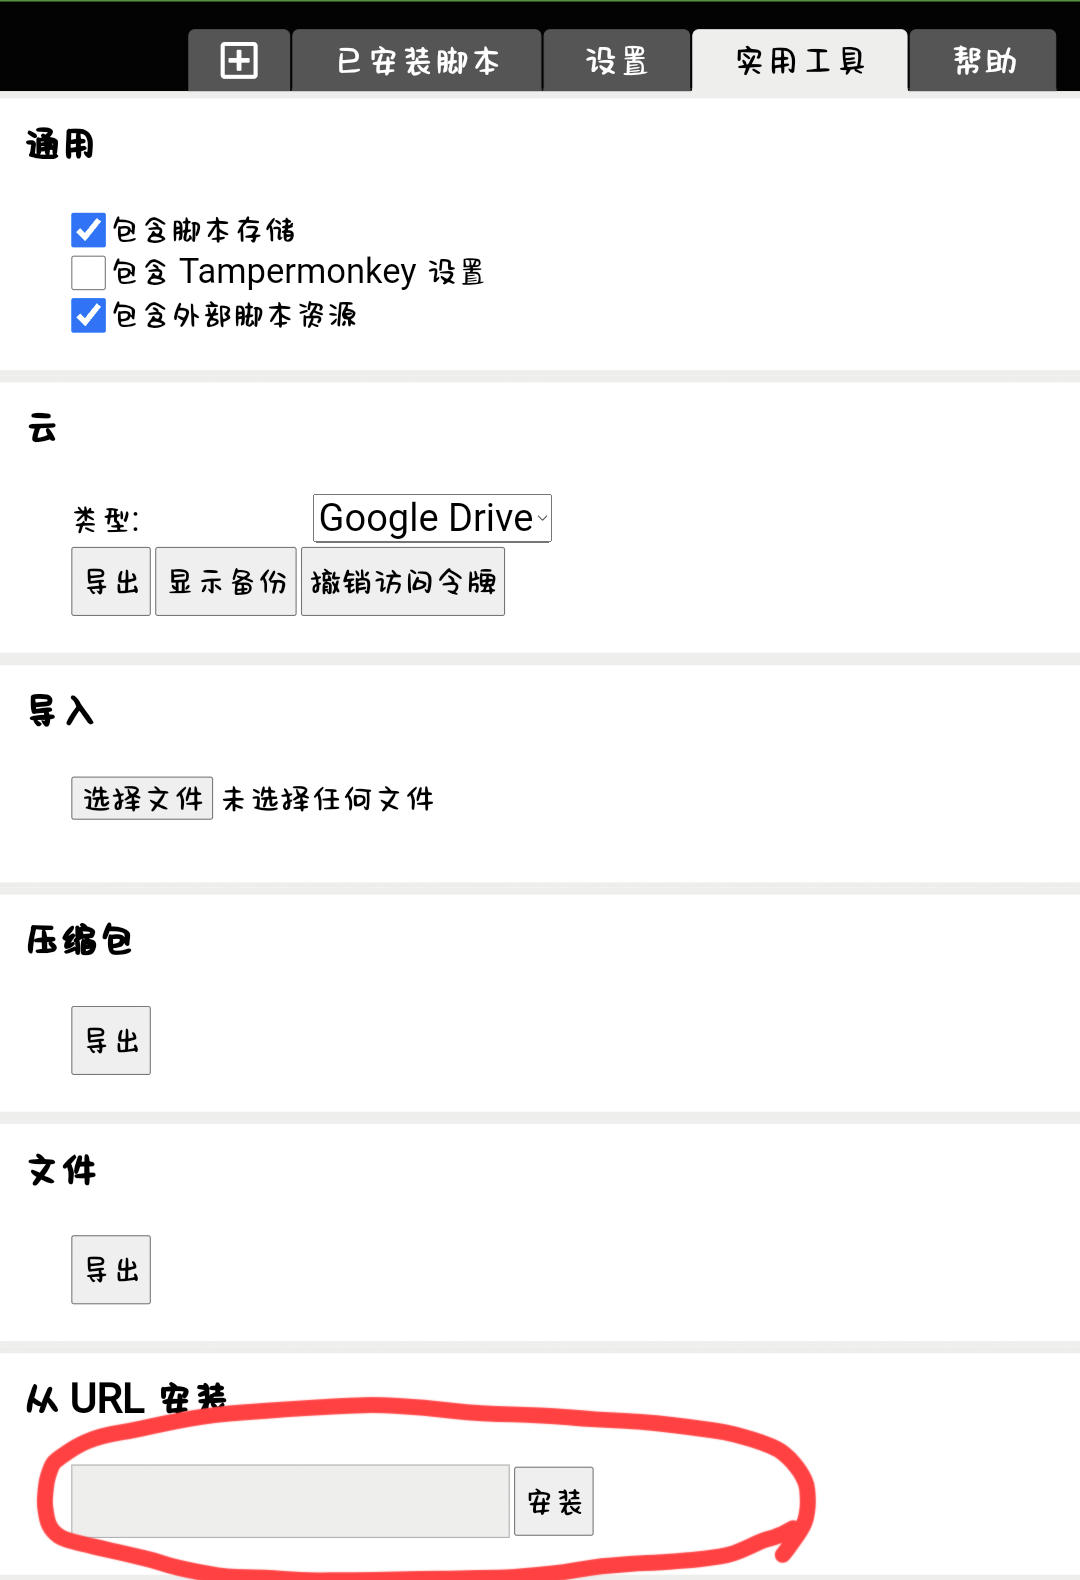 已安装脚本 设置 实用工具 帮助
通用
包含脚本存储
包含 Tampermonkey 设置
包含外部脚本资源
云
类型: Google Drive
导出 显示备份 撤销访问令牌
导入
选择文件 未选择任何文件
压缩包
导出
文件
导出
从 URL 安装
安装